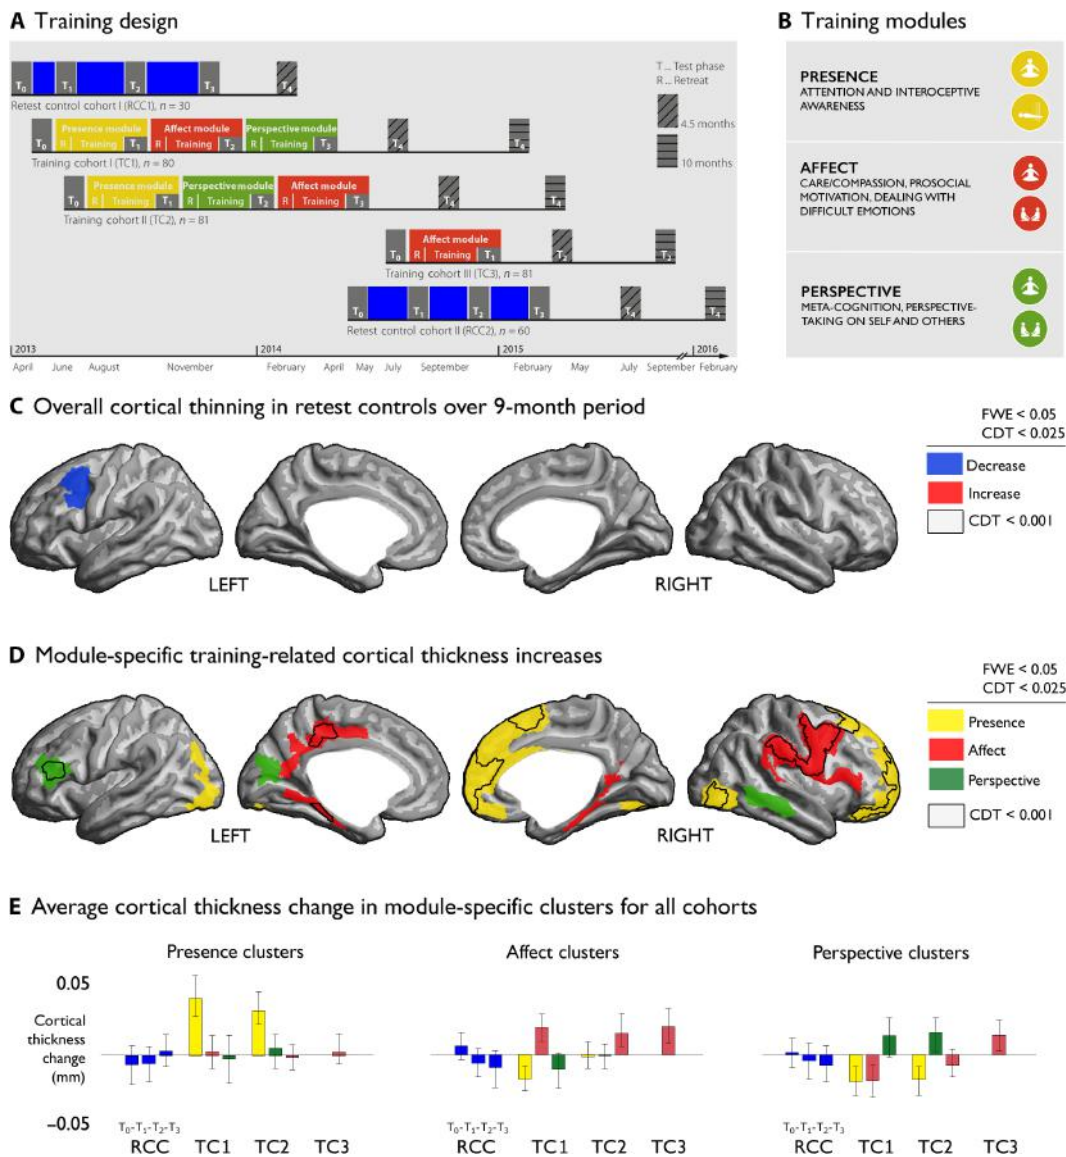 A Training design
T₀ T₁ T₂ T₃ T₄
Retest control cohort I (RCC1), n = 30
Presence module Affect module Perspective module
T₀ R Training T₁ R Training T₂ R Training T₃ T₄ T₄
Training cohort I (TC1), n = 80
Presence module Perspective module Affect module
T₀ R Training T₁ R Training T₂ R Training T₃ T₄ T₄
Training cohort II (TC2), n = 81
Affect module
T₀ R Training T₁
Training cohort III (TC3), n = 81
T₀ T₁ T₂ T₃ T₄ T₄
Retest control cohort II (RCC2), n = 60
T ... Test phase
R ... Retreat
4.5 months
10 months
2013 2014 2015 2016
April June August November February April May July September February May July September February
B Training modules
PRESENCE
ATTENTION AND INTEROCEPTIVE
AWARENESS
AFFECT
CARE/COMPASSION, PROSOCIAL
MOTIVATION, DEALING WITH
DIFFICULT EMOTIONS
PERSPECTIVE
META-COGNITION, PERSPECTIVE-
TAKING ON SELF AND OTHERS
C Overall cortical thinning in retest controls over 9-month period
FWE < 0.05
CDT < 0.025
Decrease
Increase
CDT < 0.001
LEFT RIGHT
D Module-specific training-related cortical thickness increases
FWE < 0.05
CDT < 0.025
Presence
Affect
Perspective
CDT < 0.001
LEFT RIGHT
E Average cortical thickness change in module-specific clusters for all cohorts
Presence clusters Affect clusters Perspective clusters
0.05
Cortical
thickness
change
(mm)
−0.05
T₀-T₁-T₂-T₃ T₀-T₁-T₂-T₃ T₀-T₁-T₂-T₃
RCC TC1 TC2 TC3 RCC TC1 TC2 TC3 RCC TC1 TC2 TC3